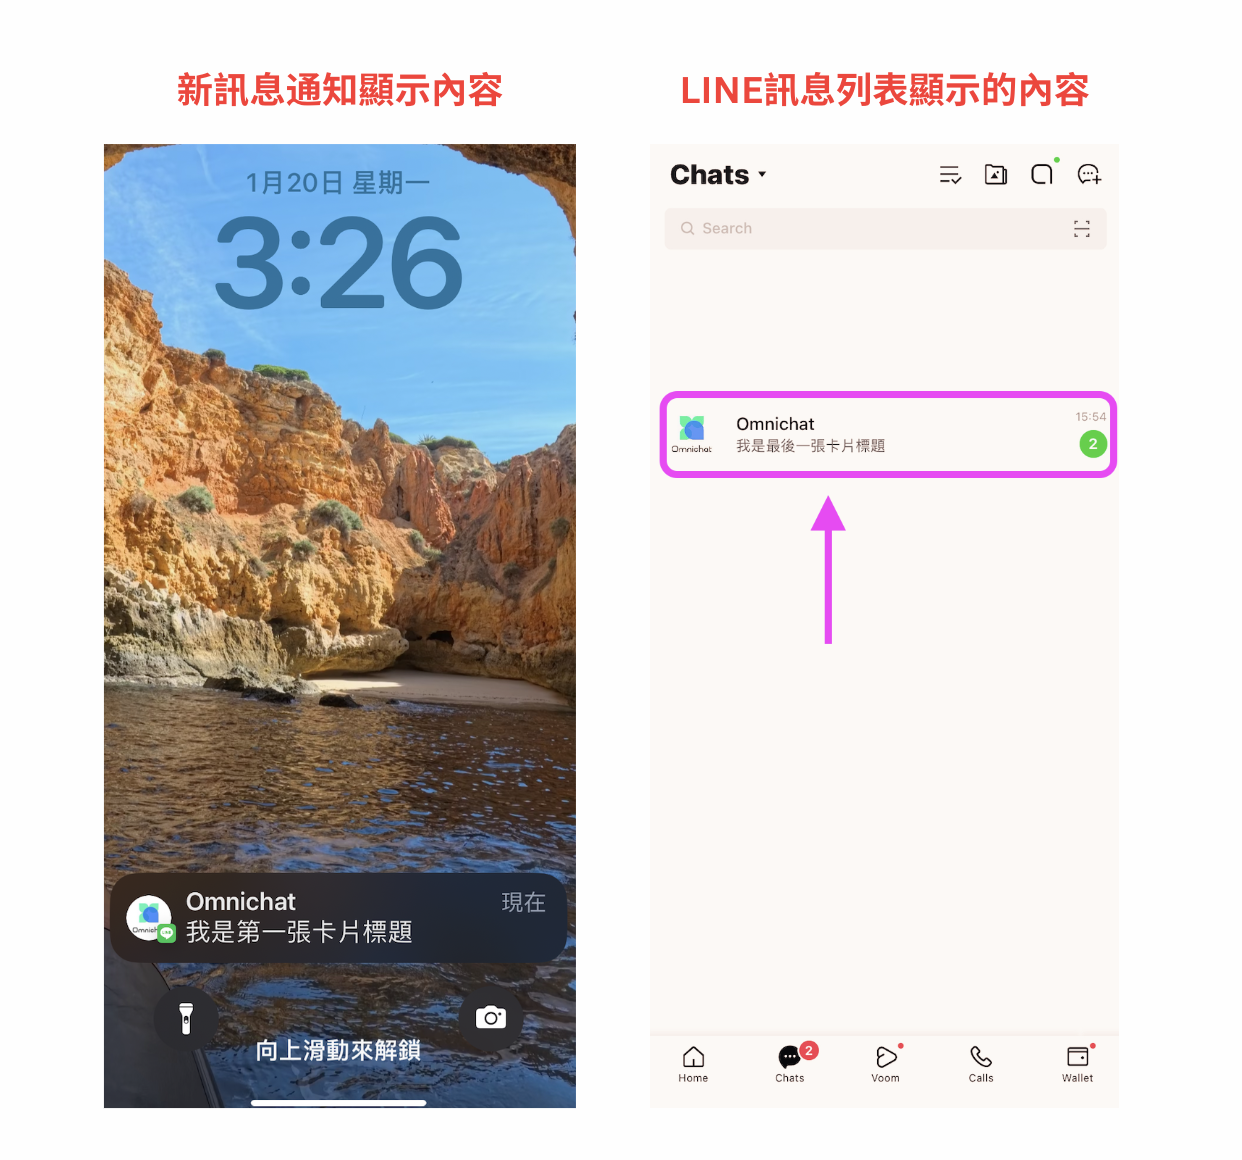 新訊息通知顯示內容
LINE訊息列表顯示的內容
1月20日 星期一
3:26
Omnichat
現在
我是第一張卡片標題
向上滑動來解鎖
Chats
Search
Omnichat
Omnichat
15:54
我是最後一張卡片標題
2
2
Home
Chats
Voom
Calls
Wallet